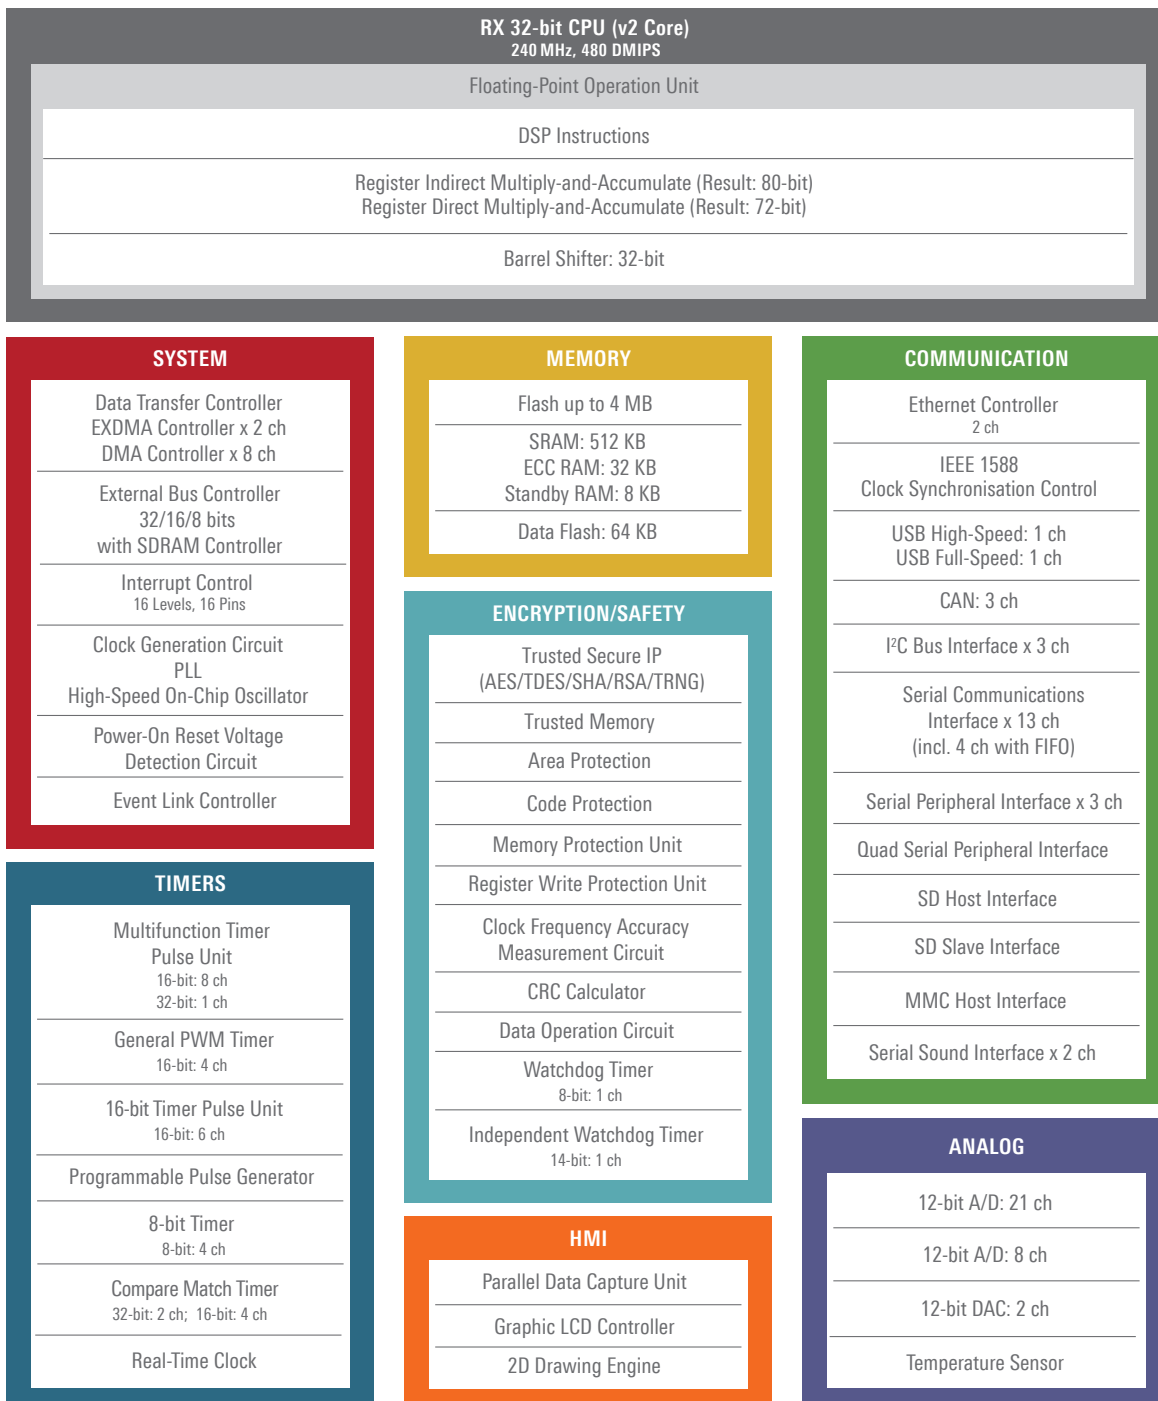 RX 32-bit CPU (v2 Core)
240 MHz, 480 DMIPS
Floating-Point Operation Unit
DSP Instructions
Register Indirect Multiply-and-Accumulate (Result: 80-bit)
Register Direct Multiply-and-Accumulate (Result: 72-bit)
Barrel Shifter: 32-bit
SYSTEM
Data Transfer Controller
EXDMA Controller x 2 ch
DMA Controller x 8 ch
External Bus Controller
32/16/8 bits
with SDRAM Controller
Interrupt Control
16 Levels, 16 Pins
Clock Generation Circuit
PLL
High-Speed On-Chip Oscillator
Power-On Reset Voltage
Detection Circuit
Event Link Controller
TIMERS
Multifunction Timer
Pulse Unit
16-bit: 8 ch
32-bit: 1 ch
General PWM Timer
16-bit: 4 ch
16-bit Timer Pulse Unit
16-bit: 6 ch
Programmable Pulse Generator
8-bit Timer
8-bit: 4 ch
Compare Match Timer
32-bit: 2 ch; 16-bit: 4 ch
Real-Time Clock
MEMORY
Flash up to 4 MB
SRAM: 512 KB
ECC RAM: 32 KB
Standby RAM: 8 KB
Data Flash: 64 KB
ENCRYPTION/SAFETY
Trusted Secure IP
(AES/TDES/SHA/RSA/TRNG)
Trusted Memory
Area Protection
Code Protection
Memory Protection Unit
Register Write Protection Unit
Clock Frequency Accuracy
Measurement Circuit
CRC Calculator
Data Operation Circuit
Watchdog Timer
8-bit: 1 ch
Independent Watchdog Timer
14-bit: 1 ch
HMI
Parallel Data Capture Unit
Graphic LCD Controller
2D Drawing Engine
COMMUNICATION
Ethernet Controller
2 ch
IEEE 1588
Clock Synchronisation Control
USB High-Speed: 1 ch
USB Full-Speed: 1 ch
CAN: 3 ch
I²C Bus Interface x 3 ch
Serial Communications
Interface x 13 ch
(incl. 4 ch with FIFO)
Serial Peripheral Interface x 3 ch
Quad Serial Peripheral Interface
SD Host Interface
SD Slave Interface
MMC Host Interface
Serial Sound Interface x 2 ch
ANALOG
12-bit A/D: 21 ch
12-bit A/D: 8 ch
12-bit DAC: 2 ch
Temperature Sensor